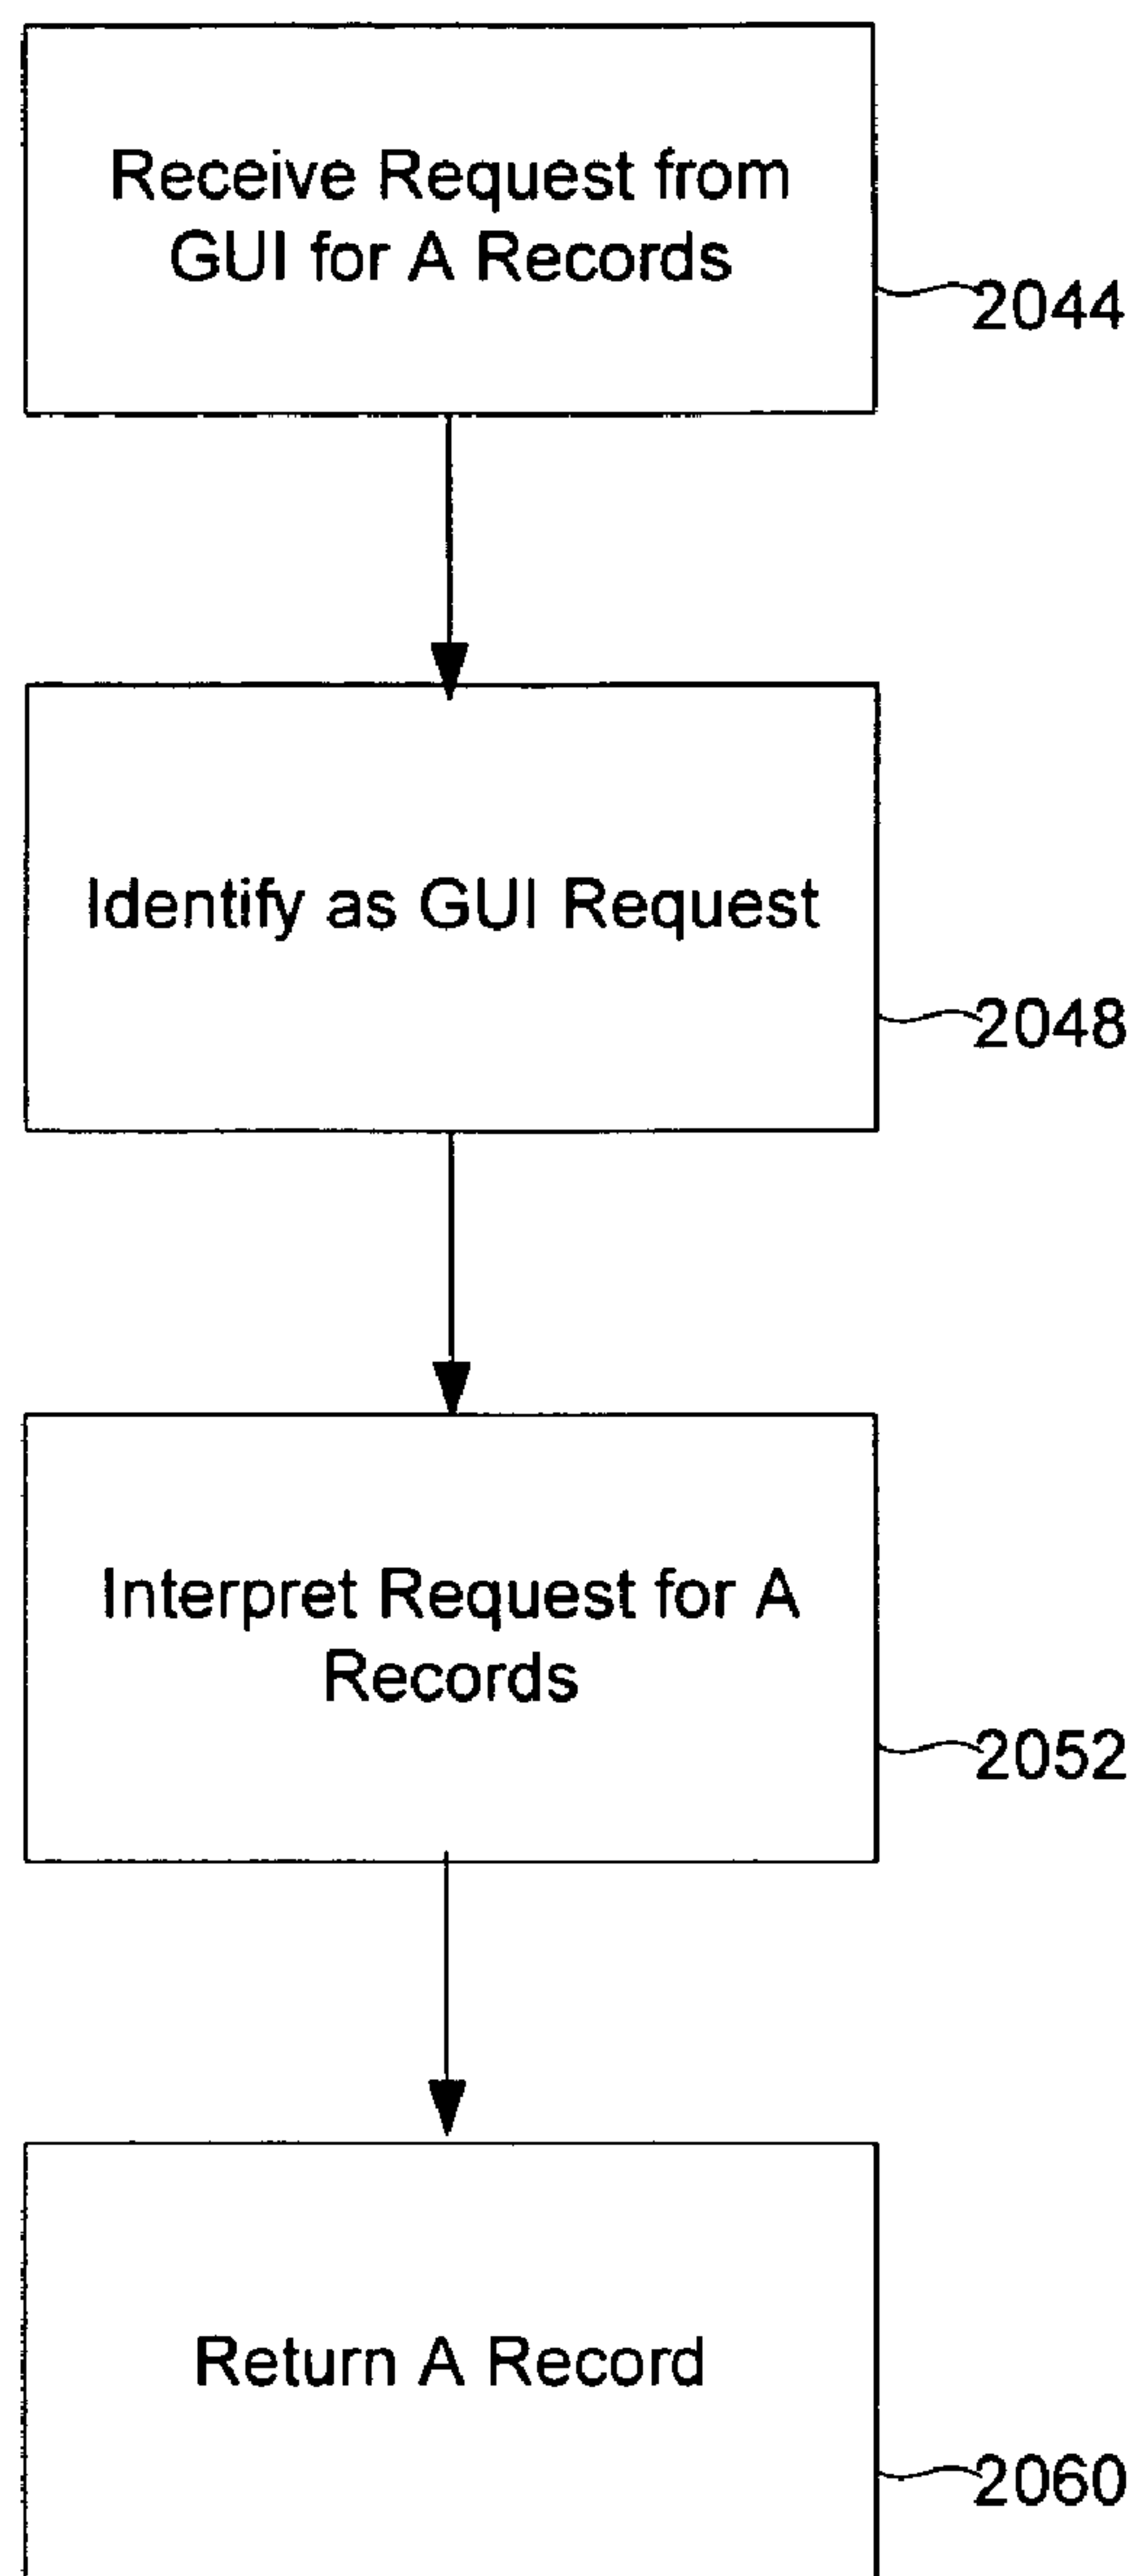 Receive Request from
GUI for A Records
2044
Identify as GUI Request
2048
Interpret Request for A
Records
2052
Return A Record
2060